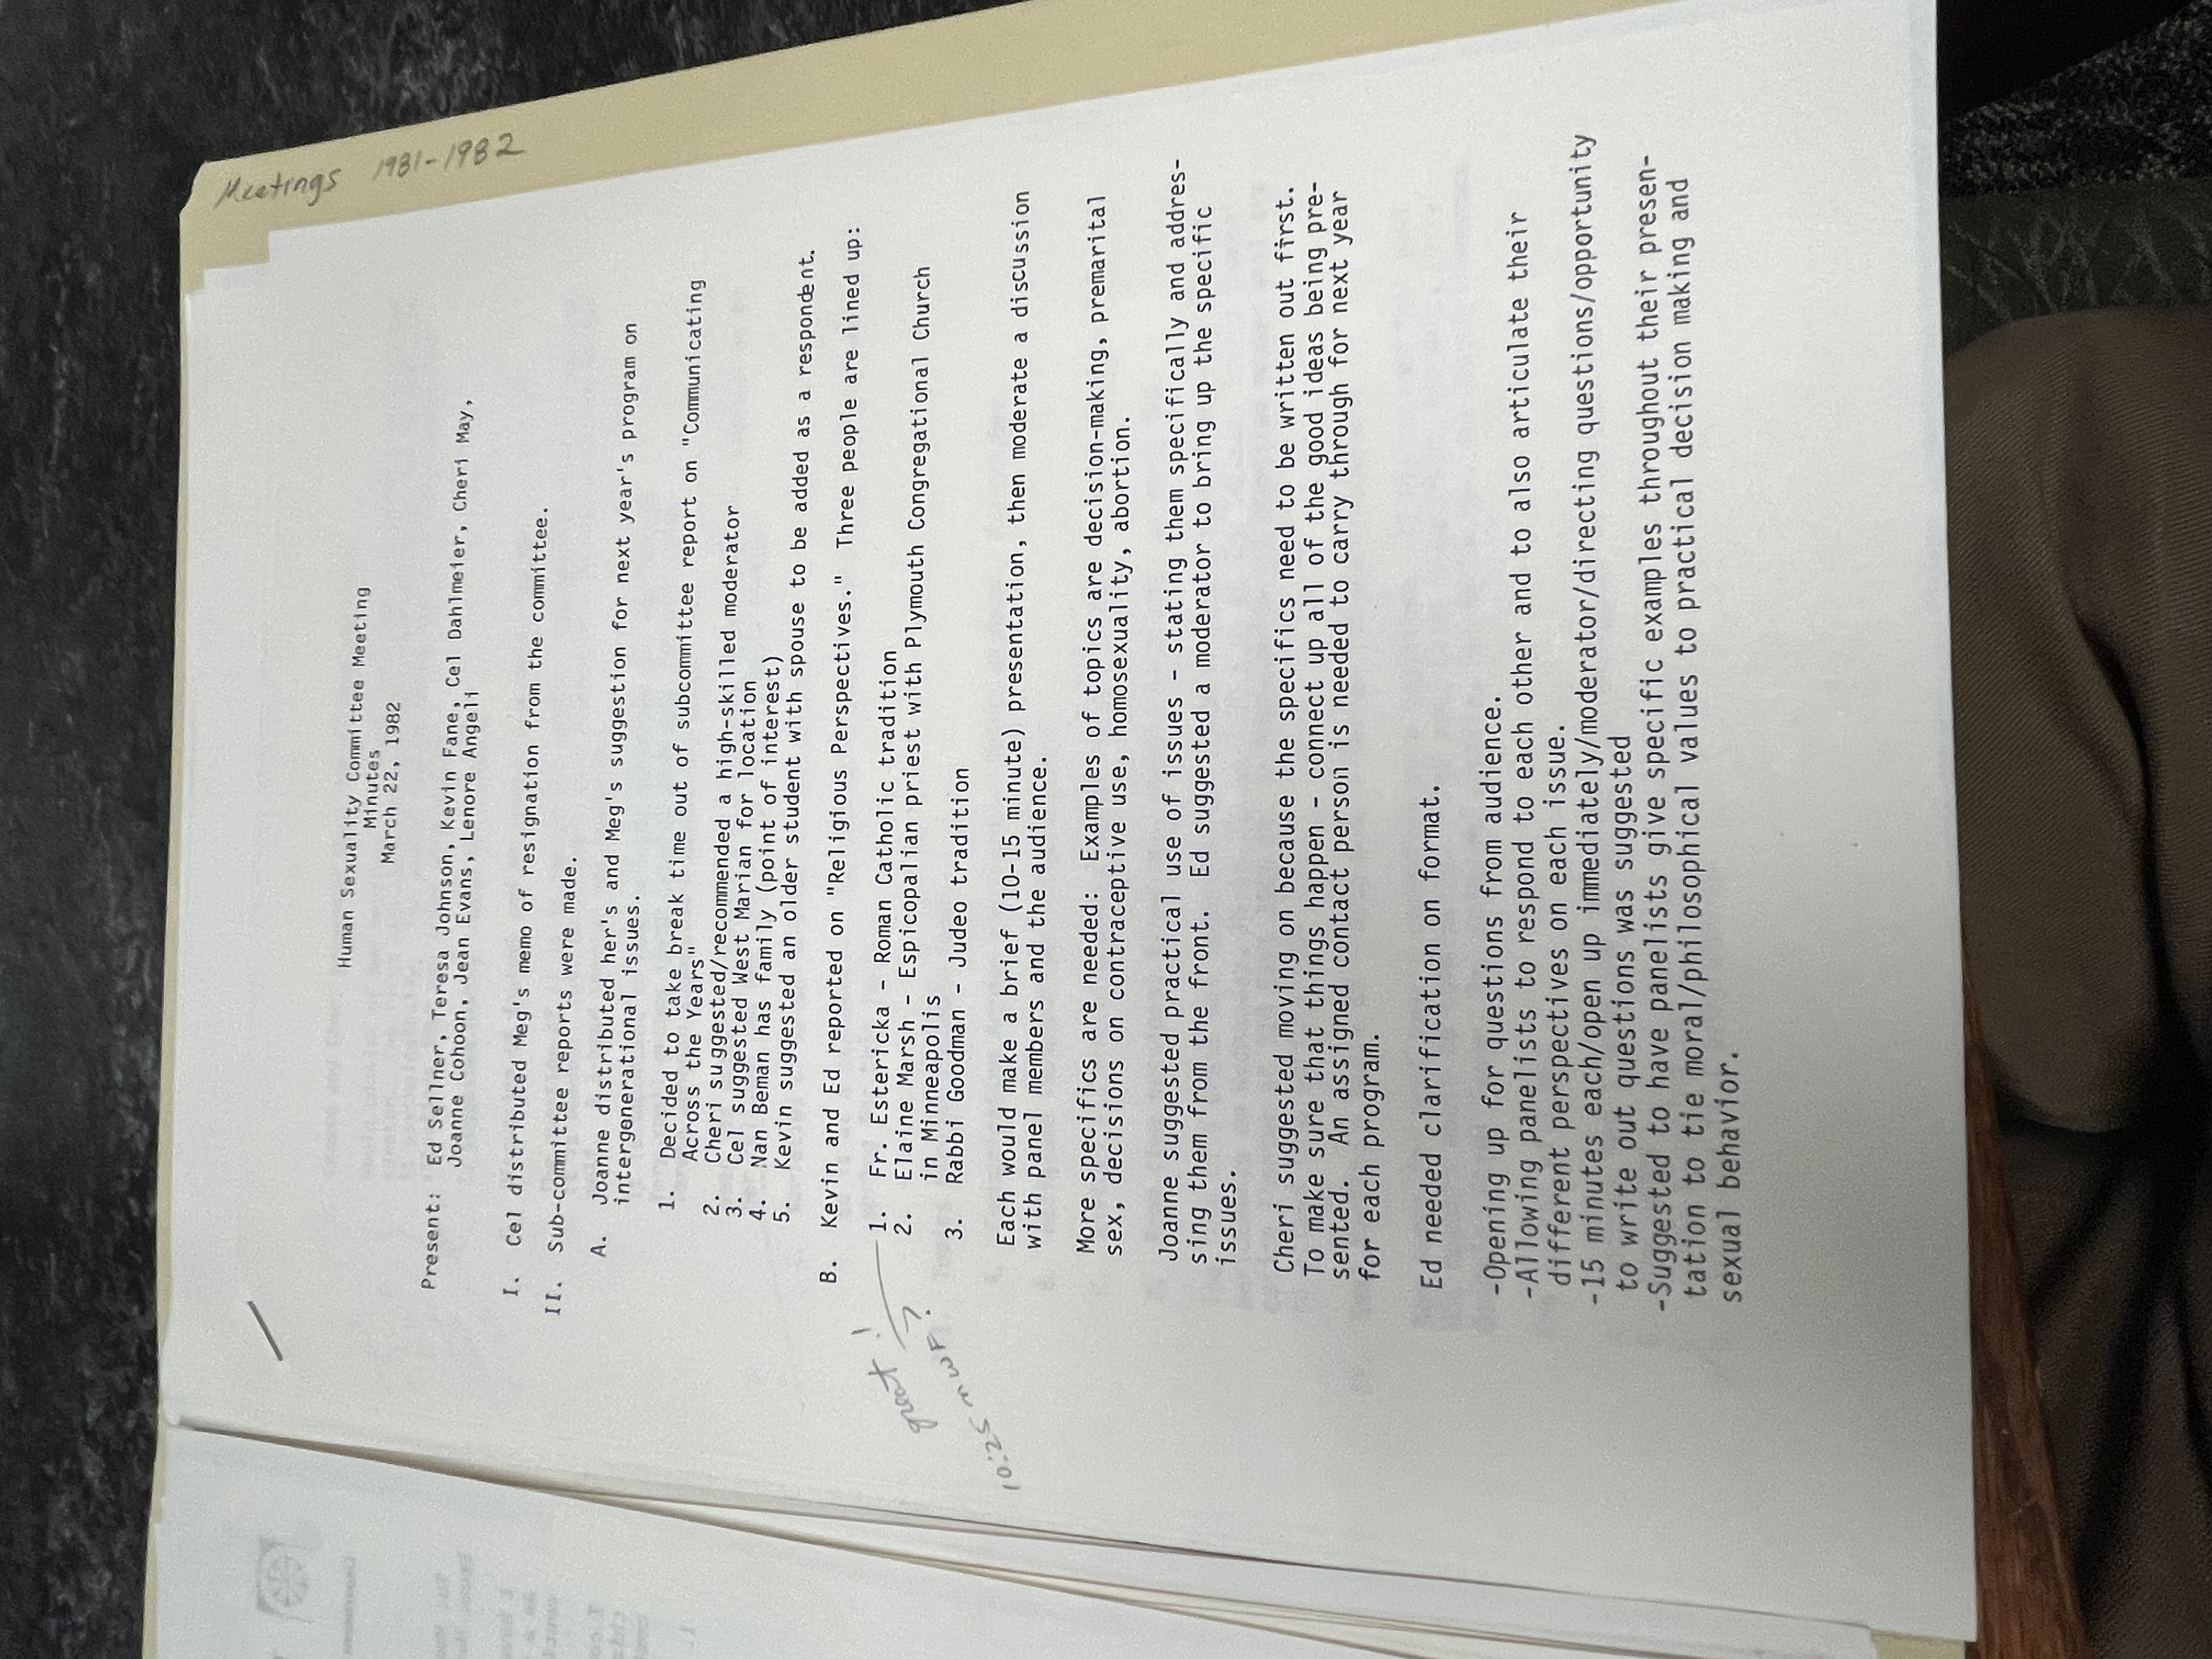 Meetings 1981-1982
Human Sexuality Committee Meeting
Minutes
March 22, 1982
Present: Ed Sellner, Teresa Johnson, Kevin Fane, Cel Dahlmeier, Cheri May,
Joanne Cohoon, Jean Evans, Lenore Angeli
I. Cel distributed Meg's memo of resignation from the committee.
II. Sub-committee reports were made.
A. Joanne distributed her's and Meg's suggestion for next year's program on
intergenerational issues.
1. Decided to take break time out of subcommittee report on "Communicating
Across the Years"
2. Cheri suggested/recommended a high-skilled moderator
3. Cel suggested West Marian for location
4. Nan Beman has family (point of interest)
5. Kevin suggested an older student with spouse to be added as a respondent.
B. Kevin and Ed reported on "Religious Perspectives." Three people are lined up:
great!
10:25 MWF?
1. Fr. Estericka - Roman Catholic tradition
2. Elaine Marsh - Espicopalian priest with Plymouth Congregational Church
in Minneapolis
3. Rabbi Goodman - Judeo tradition
Each would make a brief (10-15 minute) presentation, then moderate a discussion
with panel members and the audience.
More specifics are needed: Examples of topics are decision-making, premarital
sex, decisions on contraceptive use, homosexuality, abortion.
Joanne suggested practical use of issues - stating them specifically and addres-
sing them from the front. Ed suggested a moderator to bring up the specific
issues.
Cheri suggested moving on because the specifics need to be written out first.
To make sure that things happen - connect up all of the good ideas being pre-
sented. An assigned contact person is needed to carry through for next year
for each program.
Ed needed clarification on format.
-Opening up for questions from audience.
-Allowing panelists to respond to each other and to also articulate their
different perspectives on each issue.
-15 minutes each/open up immediately/moderator/directing questions/opportunity
to write out questions was suggested
-Suggested to have panelists give specific examples throughout their presen-
tation to tie moral/philosophical values to practical decision making and
sexual behavior.